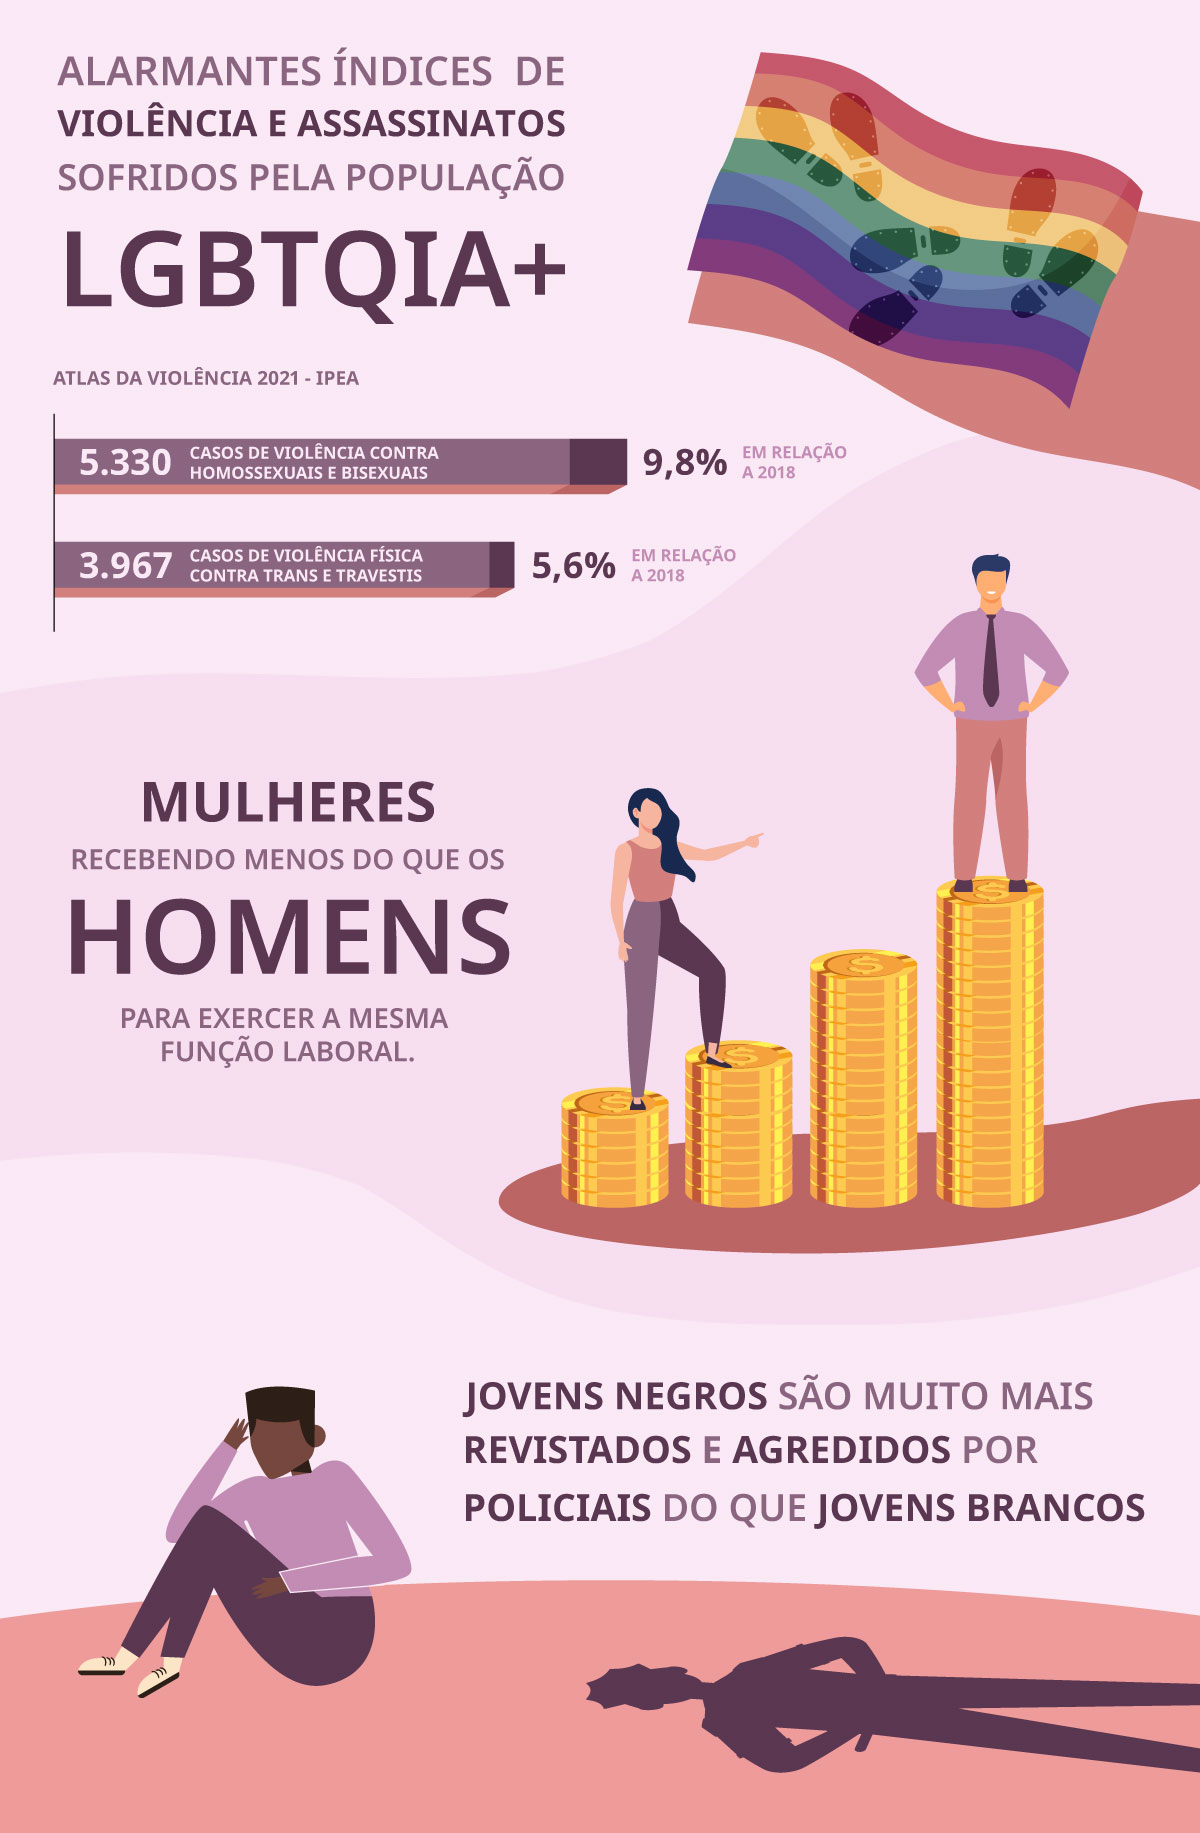 ALARMANTES ÍNDICES DE
VIOLÊNCIA E ASSASSINATOS
SOFRIDOS PELA POPULAÇÃO
LGBTQIA+
ATLAS DA VIOLÊNCIA 2021 - IPEA
5.330 CASOS DE VIOLÊNCIA CONTRA
HOMOSSEXUAIS E BISEXUAIS
9,8% EM RELAÇÃO
A 2018
3.967 CASOS DE VIOLÊNCIA FÍSICA
CONTRA TRANS E TRAVESTIS
5,6% EM RELAÇÃO
A 2018
MULHERES
RECEBENDO MENOS DO QUE OS
HOMENS
PARA EXERCER A MESMA
FUNÇÃO LABORAL.
JOVENS NEGROS SÃO MUITO MAIS
REVISTADOS E AGREDIDOS POR
POLICIAIS DO QUE JOVENS BRANCOS